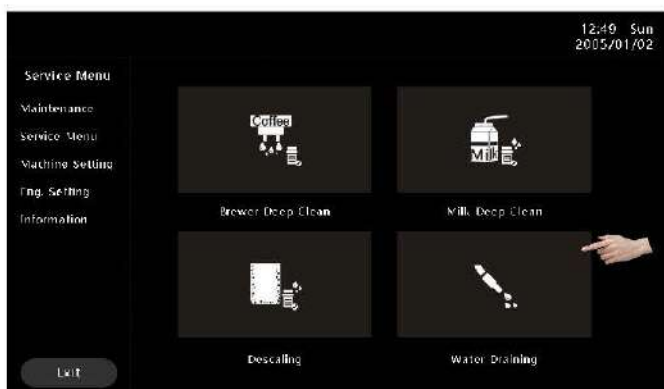 12:49 Sun
2005/01/02
Service Menu
Maintenance
Service Menu
Machine Setting
Eng. Setting
Information
Exit
Coffee
Brewer Deep Clean
Milk
Milk Deep Clean
Descaling
Water Draining